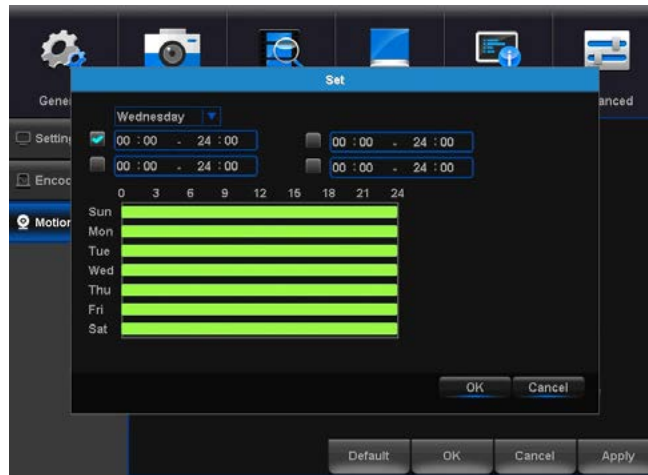 Set
Gene
anced
Wednesday
Settin
00 : 00 - 24 : 00
00 : 00 - 24 : 00
00 : 00 - 24 : 00
00 : 00 - 24 : 00
Encod
0 3 6 9 12 15 18 21 24
Sun
Motion
Mon
Tue
Wed
Thu
Fri
Sat
OK Cancel
Default OK Cancel Apply